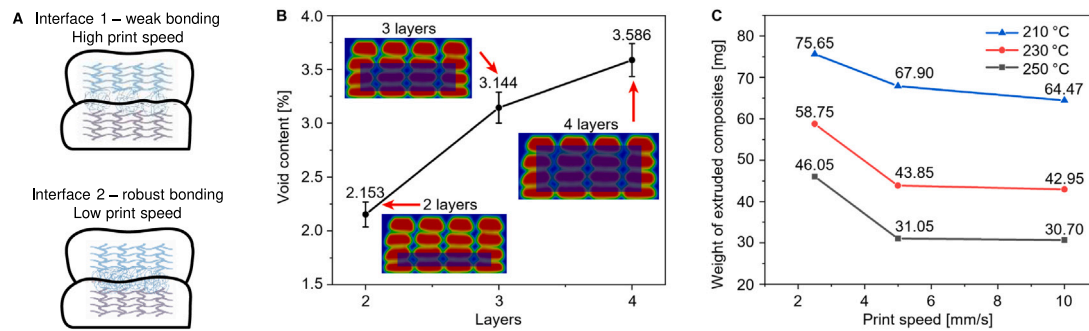 A
Interface 1 – weak bonding
High print speed
Interface 2 – robust bonding
Low print speed
B
Void content [%]
4.0
3.5
3.0
2.5
2.0
1.5
3 layers
3.144
3.586
4 layers
2.153
2 layers
2
3
4
Layers
C
Weight of extruded composites [mg]
90
80
70
60
50
40
30
20
210 °C
230 °C
250 °C
75.65
67.90
64.47
58.75
43.85
42.95
46.05
31.05
30.70
2
4
6
8
10
Print speed [mm/s]